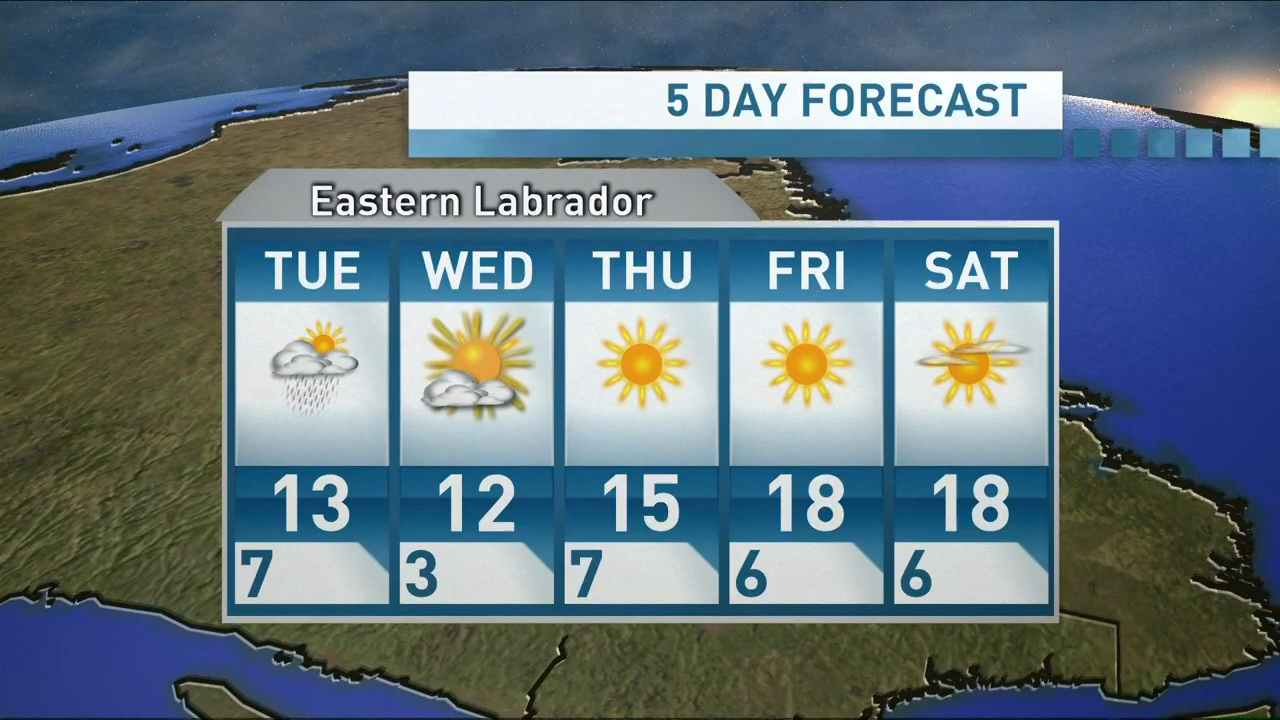 5 DAY FORECAST
Eastern Labrador
TUE WED THU FRI SAT
13 12 15 18 18
7 3 7 6 6